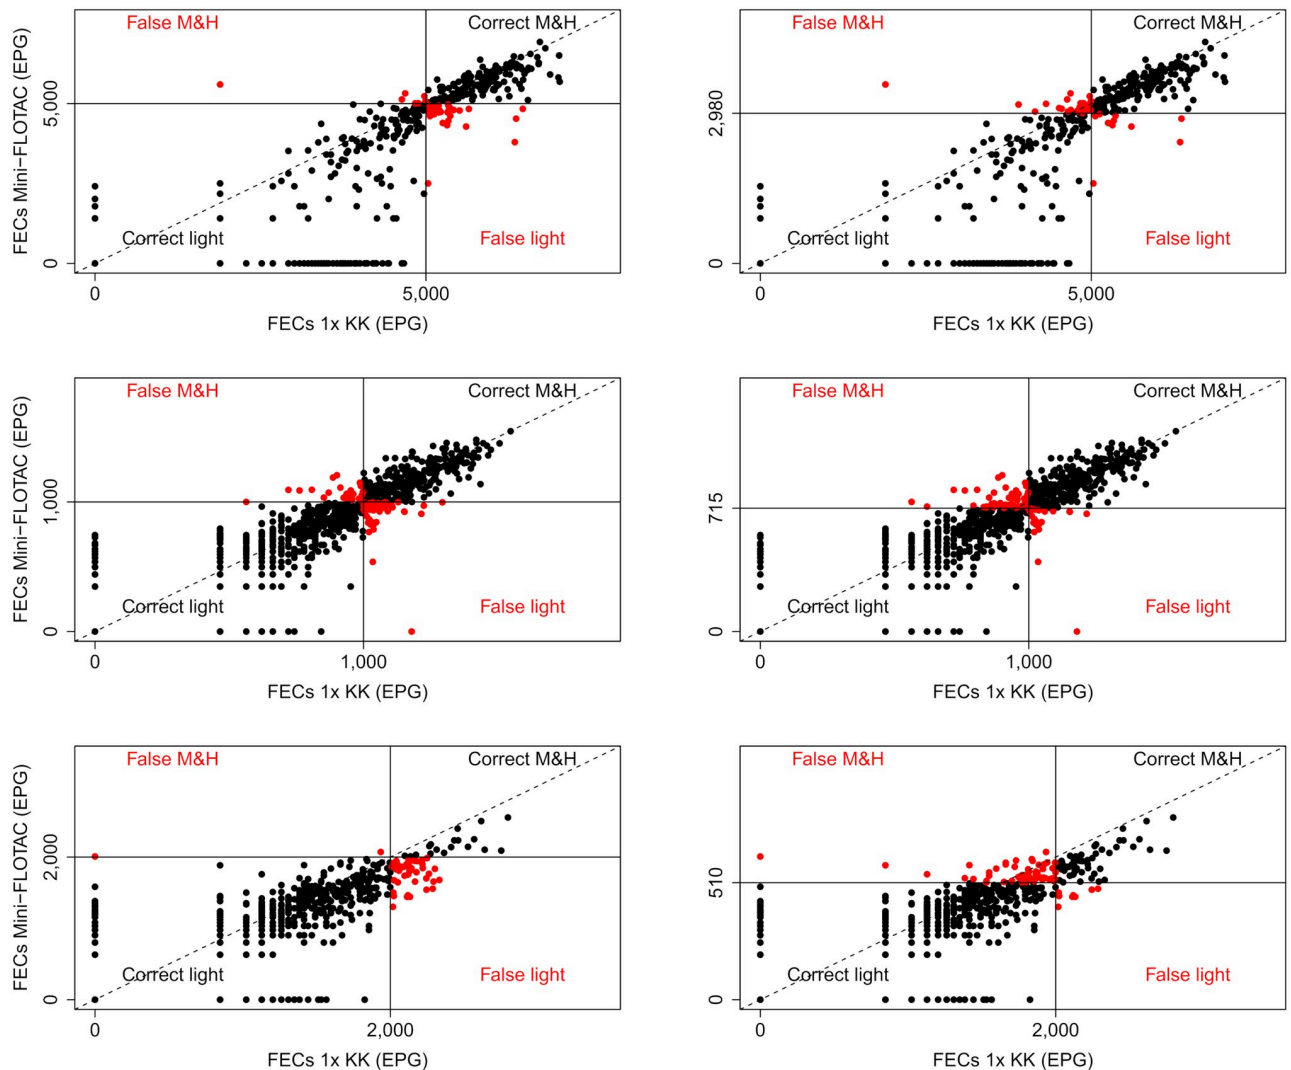 False M&H
Correct M&H
FECs Mini−FLOTAC (EPG)
5,000
0
Correct light
False light
0
5,000
FECs 1x KK (EPG)
False M&H
Correct M&H
2,980
0
Correct light
False light
0
5,000
FECs 1x KK (EPG)
False M&H
Correct M&H
FECs Mini−FLOTAC (EPG)
1,000
0
Correct light
False light
0
1,000
FECs 1x KK (EPG)
False M&H
Correct M&H
715
0
Correct light
False light
0
1,000
FECs 1x KK (EPG)
False M&H
Correct M&H
FECs Mini−FLOTAC (EPG)
2,000
0
Correct light
False light
0
2,000
FECs 1x KK (EPG)
False M&H
Correct M&H
510
0
Correct light
False light
0
2,000
FECs 1x KK (EPG)